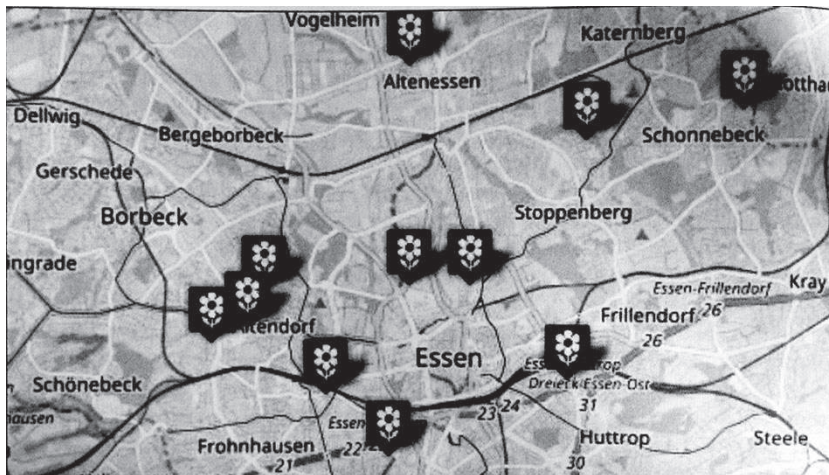 Vogelheim
Katernberg
Altenessen
Dellwig
Bergeborbeck
Schonnebeck
Gerschede
Borbeck
Stoppenberg
Essen-Frillendorf
Kray
26
Frillendorf
26
Essen
Schönebeck
Dreieck Essen-Ost
31
24
23
Essen
22
Frohnhausen
21
Huttrop
Steele
30